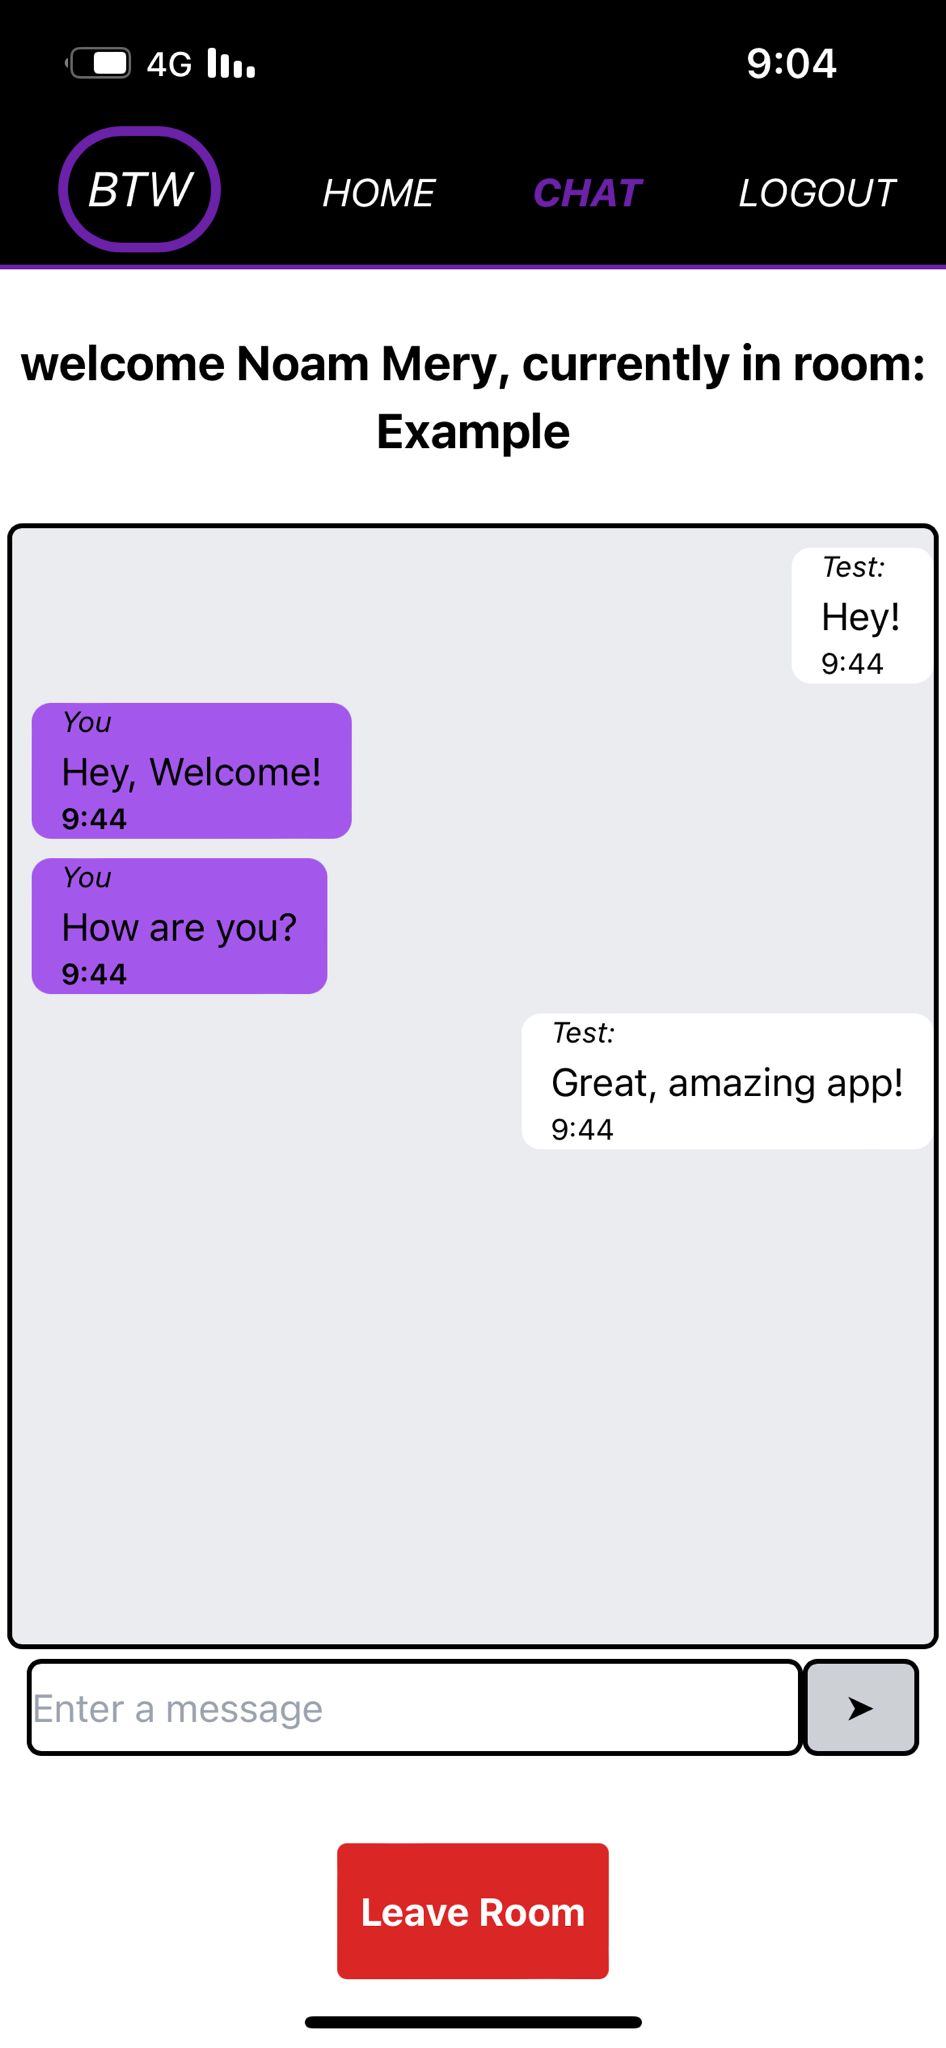 4G
9:04
BTW
HOME
CHAT
LOGOUT
welcome Noam Mery, currently in room:
Example
Test:
Hey!
9:44
You
Hey, Welcome!
9:44
You
How are you?
9:44
Test:
Great, amazing app!
9:44
Enter a message
Leave Room